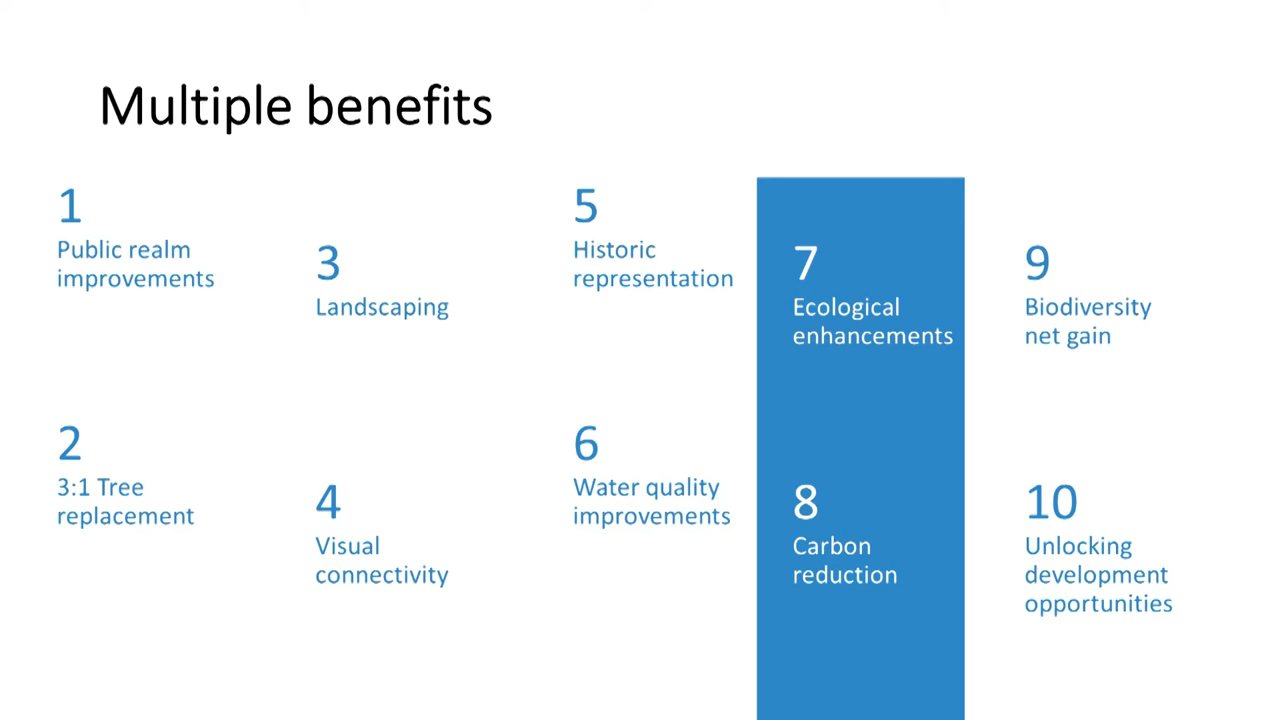 Multiple benefits
1
Public realm
improvements
2
3:1 Tree
replacement
3
Landscaping
4
Visual
connectivity
5
Historic
representation
6
Water quality
improvements
7
Ecological
enhancements
8
Carbon
reduction
9
Biodiversity
net gain
10
Unlocking
development
opportunities